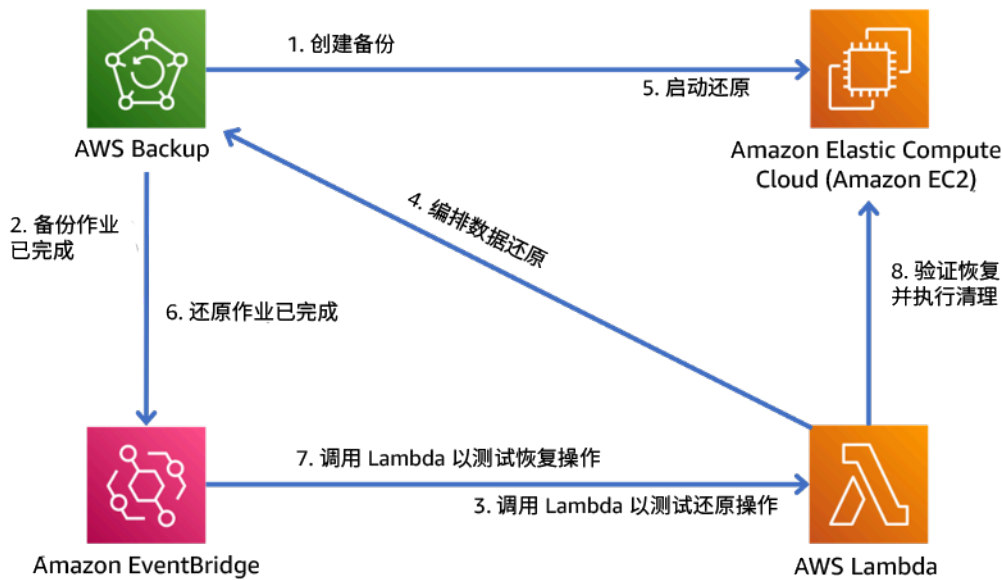 1. 创建备份
5. 启动还原
AWS Backup
Amazon Elastic Compute
Cloud (Amazon EC2)
4. 编排数据还原
2. 备份作业
已完成
8. 验证恢复
并执行清理
6. 还原作业已完成
7. 调用 Lambda 以测试恢复操作
3. 调用 Lambda 以测试还原操作
Amazon EventBridge
AWS Lambda